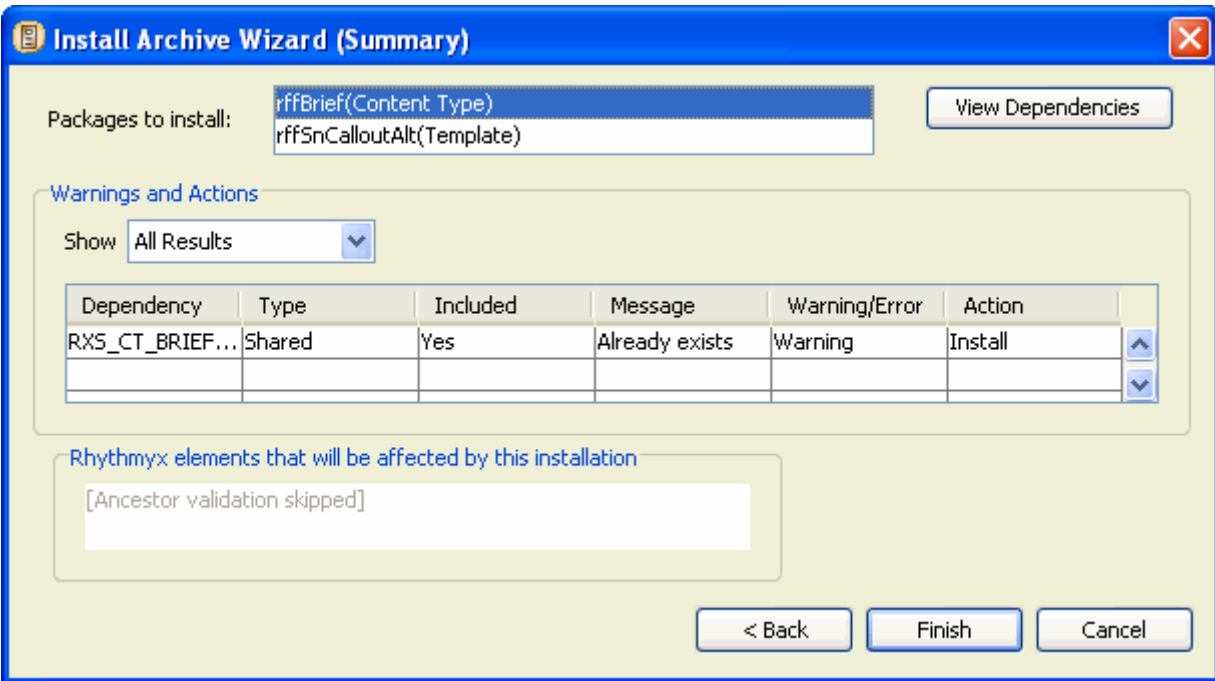 Install Archive Wizard (Summary)
Packages to install:
rffBrief(Content Type)
rffSnCalloutAlt(Template)
View Dependencies
Warnings and Actions
Show All Results
Dependency Type Included Message Warning/Error Action
RXS_CT_BRIEF... Shared Yes Already exists Warning Install
Rhythmyx elements that will be affected by this installation
[Ancestor validation skipped]
< Back Finish Cancel